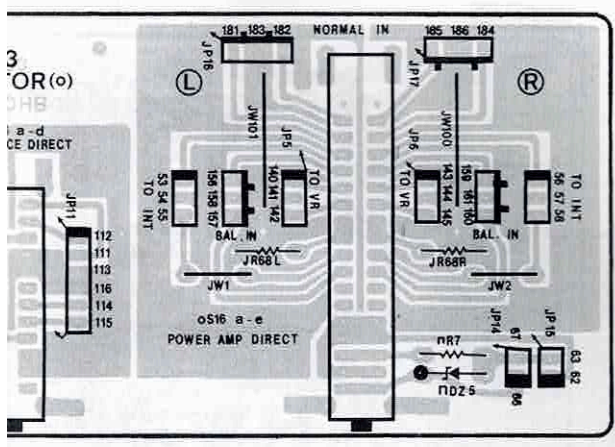 181 183 182
NORMAL IN
185 186 184
JP16
JP17
3
TOR (o)
a-d
CE DIRECT
L
R
JW101
JW100
JP5
JP6
TO INT
53 54 55
156 158 157
BAL. IN
140 141 142
TO VR
TO VR
143 144 145
159 161 160
BAL. IN
56 57 58
TO INT
JP11
112
111
113
116
114
115
JR68L
JR68R
JW1
JW2
oS16 a-e
POWER AMP DIRECT
JP14
JP15
R7
DZ5
67
66
63
62